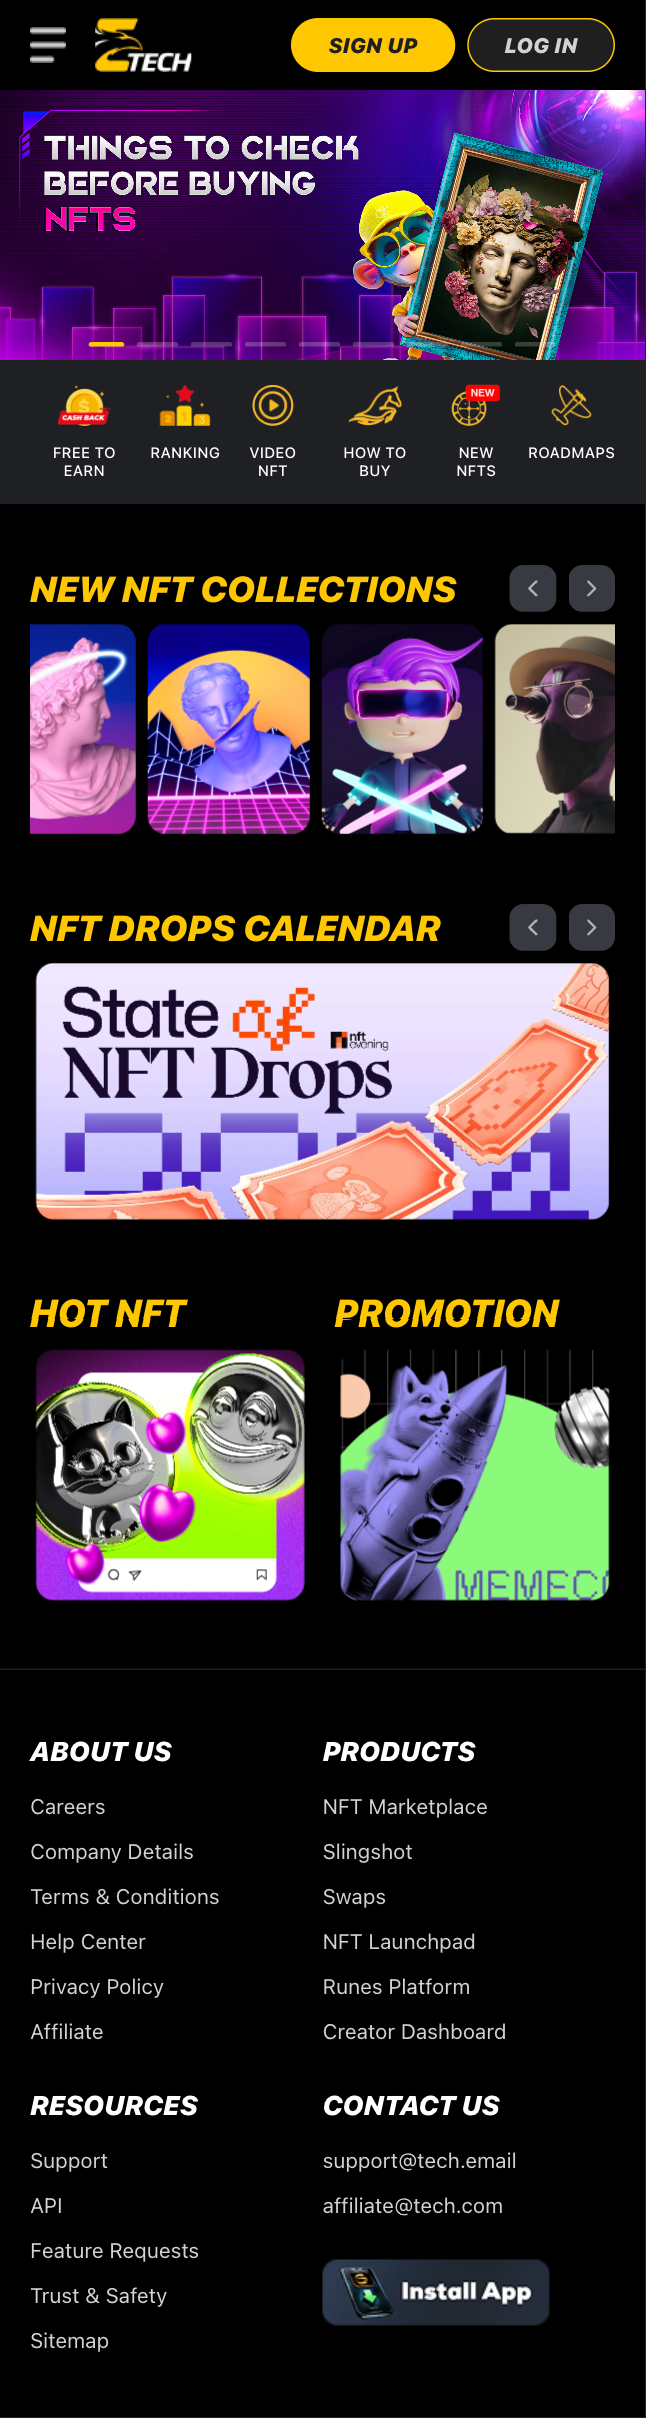 TECH
SIGN UP
LOG IN
THINGS TO CHECK
BEFORE BUYING
NFTS
CASH BACK
FREE TO
EARN
2 1 3
RANKING
VIDEO
NFT
HOW TO
BUY
NEW
NEW
NFTS
ROADMAPS
NEW NFT COLLECTIONS
NFT DROPS CALENDAR
State of
nft
evening
NFT Drops
HOT NFT
PROMOTION
ABOUT US
Careers
Company Details
Terms & Conditions
Help Center
Privacy Policy
Affiliate
PRODUCTS
NFT Marketplace
Slingshot
Swaps
NFT Launchpad
Runes Platform
Creator Dashboard
RESOURCES
Support
API
Feature Requests
Trust & Safety
Sitemap
CONTACT US
support@tech.email
affiliate@tech.com
Install App